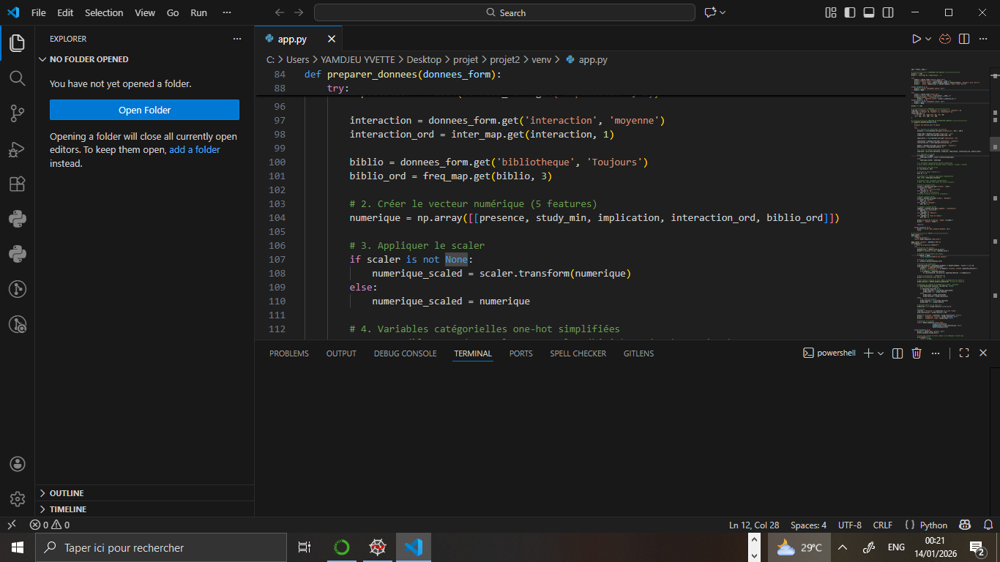 File Edit Selection View Go Run ···
Search
EXPLORER ···
NO FOLDER OPENED
You have not yet opened a folder.
Open Folder
Opening a folder will close all currently open
editors. To keep them open, add a folder
instead.
OUTLINE
TIMELINE
app.py
C: > Users > YAMDJEU YVETTE > Desktop > projet > projet2 > venv > app.py
84 def preparer_donnees(donnees_form):
88 try:
96
97 interaction = donnees_form.get('interaction', 'moyenne')
98 interaction_ord = inter_map.get(interaction, 1)
99
100 biblio = donnees_form.get('bibliotheque', 'Toujours')
101 biblio_ord = freq_map.get(biblio, 3)
102
103 # 2. Créer le vecteur numérique (5 features)
104 numerique = np.array([[presence, study_min, implication, interaction_ord, biblio_ord]])
105
106 # 3. Appliquer le scaler
107 if scaler is not None:
108 numerique_scaled = scaler.transform(numerique)
109 else:
110 numerique_scaled = numerique
111
112 # 4. Variables catégorielles one-hot simplifiées
PROBLEMS OUTPUT DEBUG CONSOLE TERMINAL PORTS SPELL CHECKER GITLENS
powershell
0 0
Ln 12, Col 28 Spaces: 4 UTF-8 CRLF {} Python
Taper ici pour rechercher
29°C
ENG
00:21
14/01/2026
2